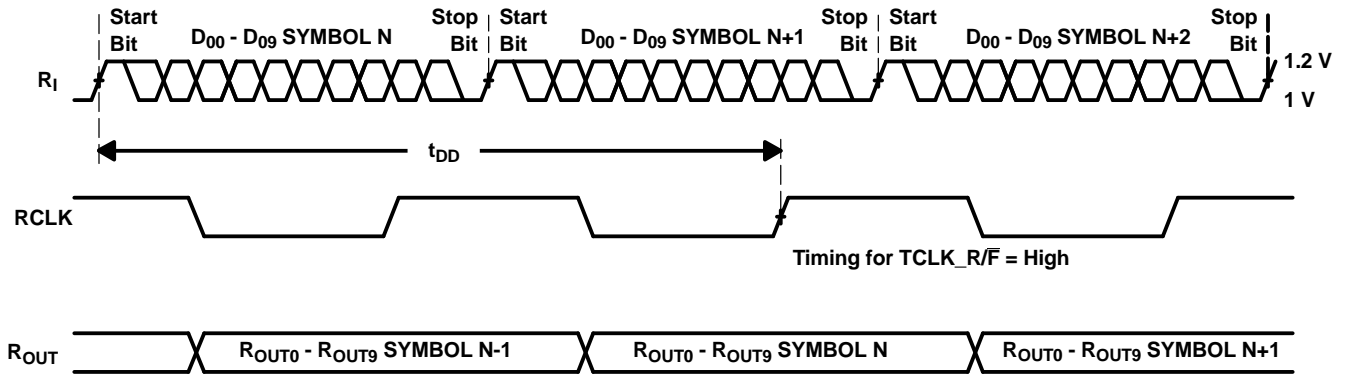 Start Stop Start Stop Start Stop
Bit D00 - D09 SYMBOL N Bit Bit D00 - D09 SYMBOL N+1 Bit Bit D00 - D09 SYMBOL N+2 Bit
1.2 V
RI
1 V
tDD
RCLK
Timing for TCLK_R/F̅ = High
ROUT ROUT0 - ROUT9 SYMBOL N-1 ROUT0 - ROUT9 SYMBOL N ROUT0 - ROUT9 SYMBOL N+1